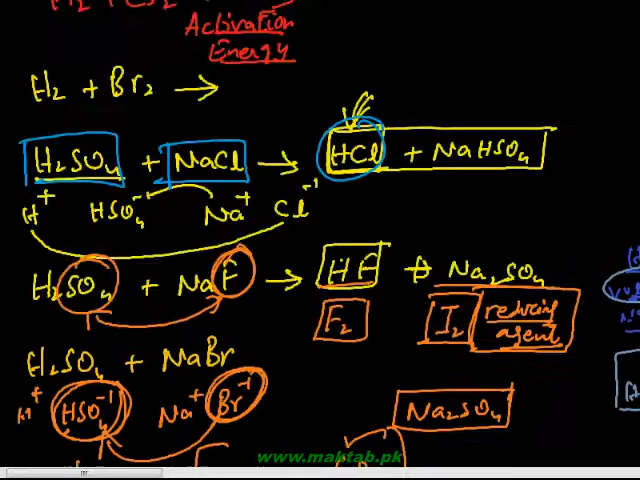 Activation
Energy
H2 + Br2 →
H2SO4 + NaCl → HCl + NaHSO4
H+ HSO4- Na+ Cl-1
H2SO4 + NaF → HF + Na2SO4
F2 I2 reducing
agent
H2SO4 + NaBr
H+ HSO4-1 Na+ Br-1
Na2SO4
www.maktab.pk